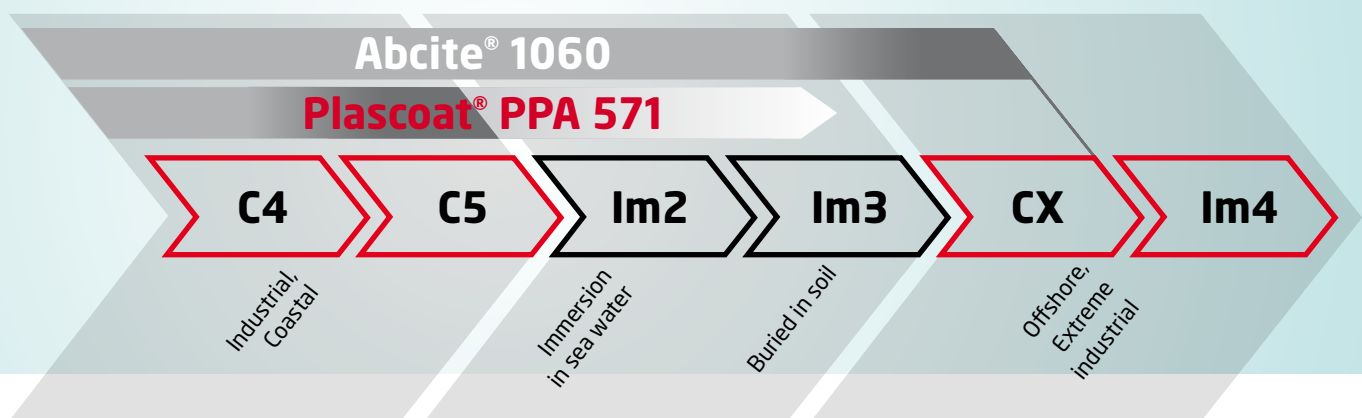 Abcite® 1060
Plascoat® PPA 571
C4
C5
Im2
Im3
CX
Im4
Industrial,
Coastal
Immersion
in sea water
Buried in soil
Offshore,
Extreme
industrial